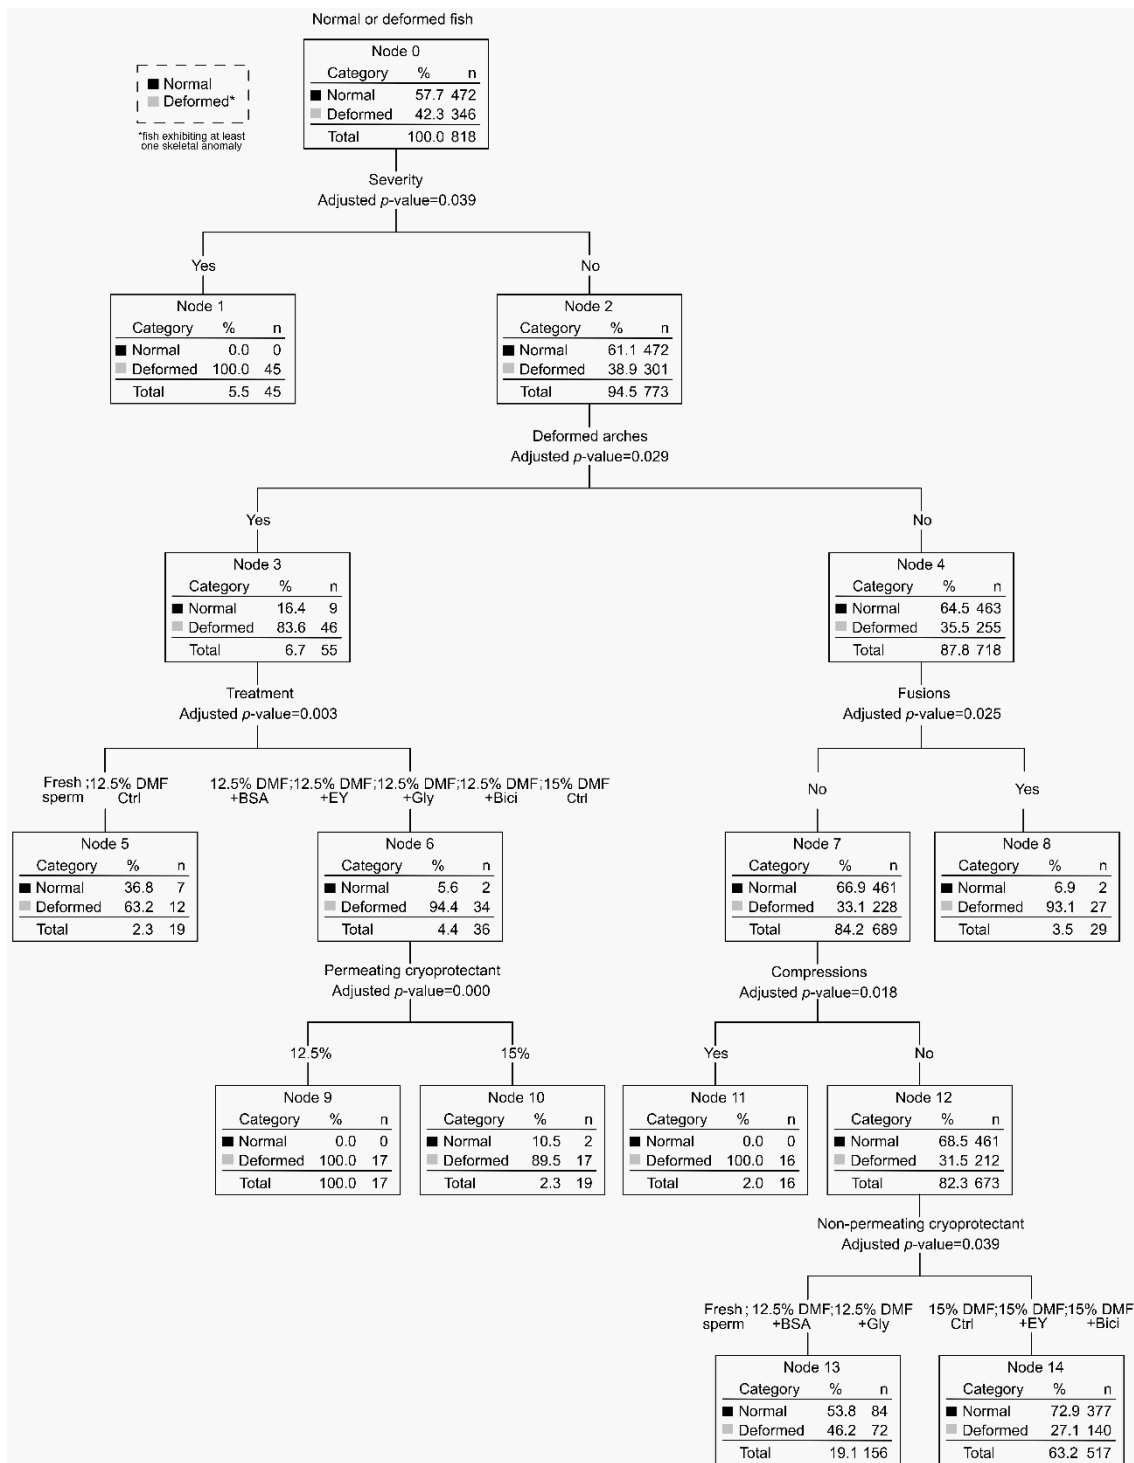 Normal or deformed fish
Normal
Deformed*
*fish exhibiting at least
one skeletal anomaly
Node 0
Category % n
Normal 57.7 472
Deformed 42.3 346
Total 100.0 818
Severity
Adjusted p-value=0.039
Yes
No
Node 1
Category % n
Normal 0.0 0
Deformed 100.0 45
Total 5.5 45
Node 2
Category % n
Normal 61.1 472
Deformed 38.9 301
Total 94.5 773
Deformed arches
Adjusted p-value=0.029
Yes
No
Node 3
Category % n
Normal 16.4 9
Deformed 83.6 46
Total 6.7 55
Node 4
Category % n
Normal 64.5 463
Deformed 35.5 255
Total 87.8 718
Treatment
Adjusted p-value=0.003
Fusions
Adjusted p-value=0.025
Fresh ;12.5% DMF
sperm Ctrl
12.5% DMF;12.5% DMF;12.5% DMF;12.5% DMF;15% DMF
+BSA +EY +Gly +Bici Ctrl
No
Yes
Node 5
Category % n
Normal 36.8 7
Deformed 63.2 12
Total 2.3 19
Node 6
Category % n
Normal 5.6 2
Deformed 94.4 34
Total 4.4 36
Node 7
Category % n
Normal 66.9 461
Deformed 33.1 228
Total 84.2 689
Node 8
Category % n
Normal 6.9 2
Deformed 93.1 27
Total 3.5 29
Permeating cryoprotectant
Adjusted p-value=0.000
Compressions
Adjusted p-value=0.018
12.5%
15%
Yes
No
Node 9
Category % n
Normal 0.0 0
Deformed 100.0 17
Total 100.0 17
Node 10
Category % n
Normal 10.5 2
Deformed 89.5 17
Total 2.3 19
Node 11
Category % n
Normal 0.0 0
Deformed 100.0 16
Total 2.0 16
Node 12
Category % n
Normal 68.5 461
Deformed 31.5 212
Total 82.3 673
Non-permeating cryoprotectant
Adjusted p-value=0.039
Fresh ; 12.5% DMF;12.5% DMF
sperm +BSA +Gly
15% DMF;15% DMF;15% DMF
Ctrl +EY +Bici
Node 13
Category % n
Normal 53.8 84
Deformed 46.2 72
Total 19.1 156
Node 14
Category % n
Normal 72.9 377
Deformed 27.1 140
Total 63.2 517